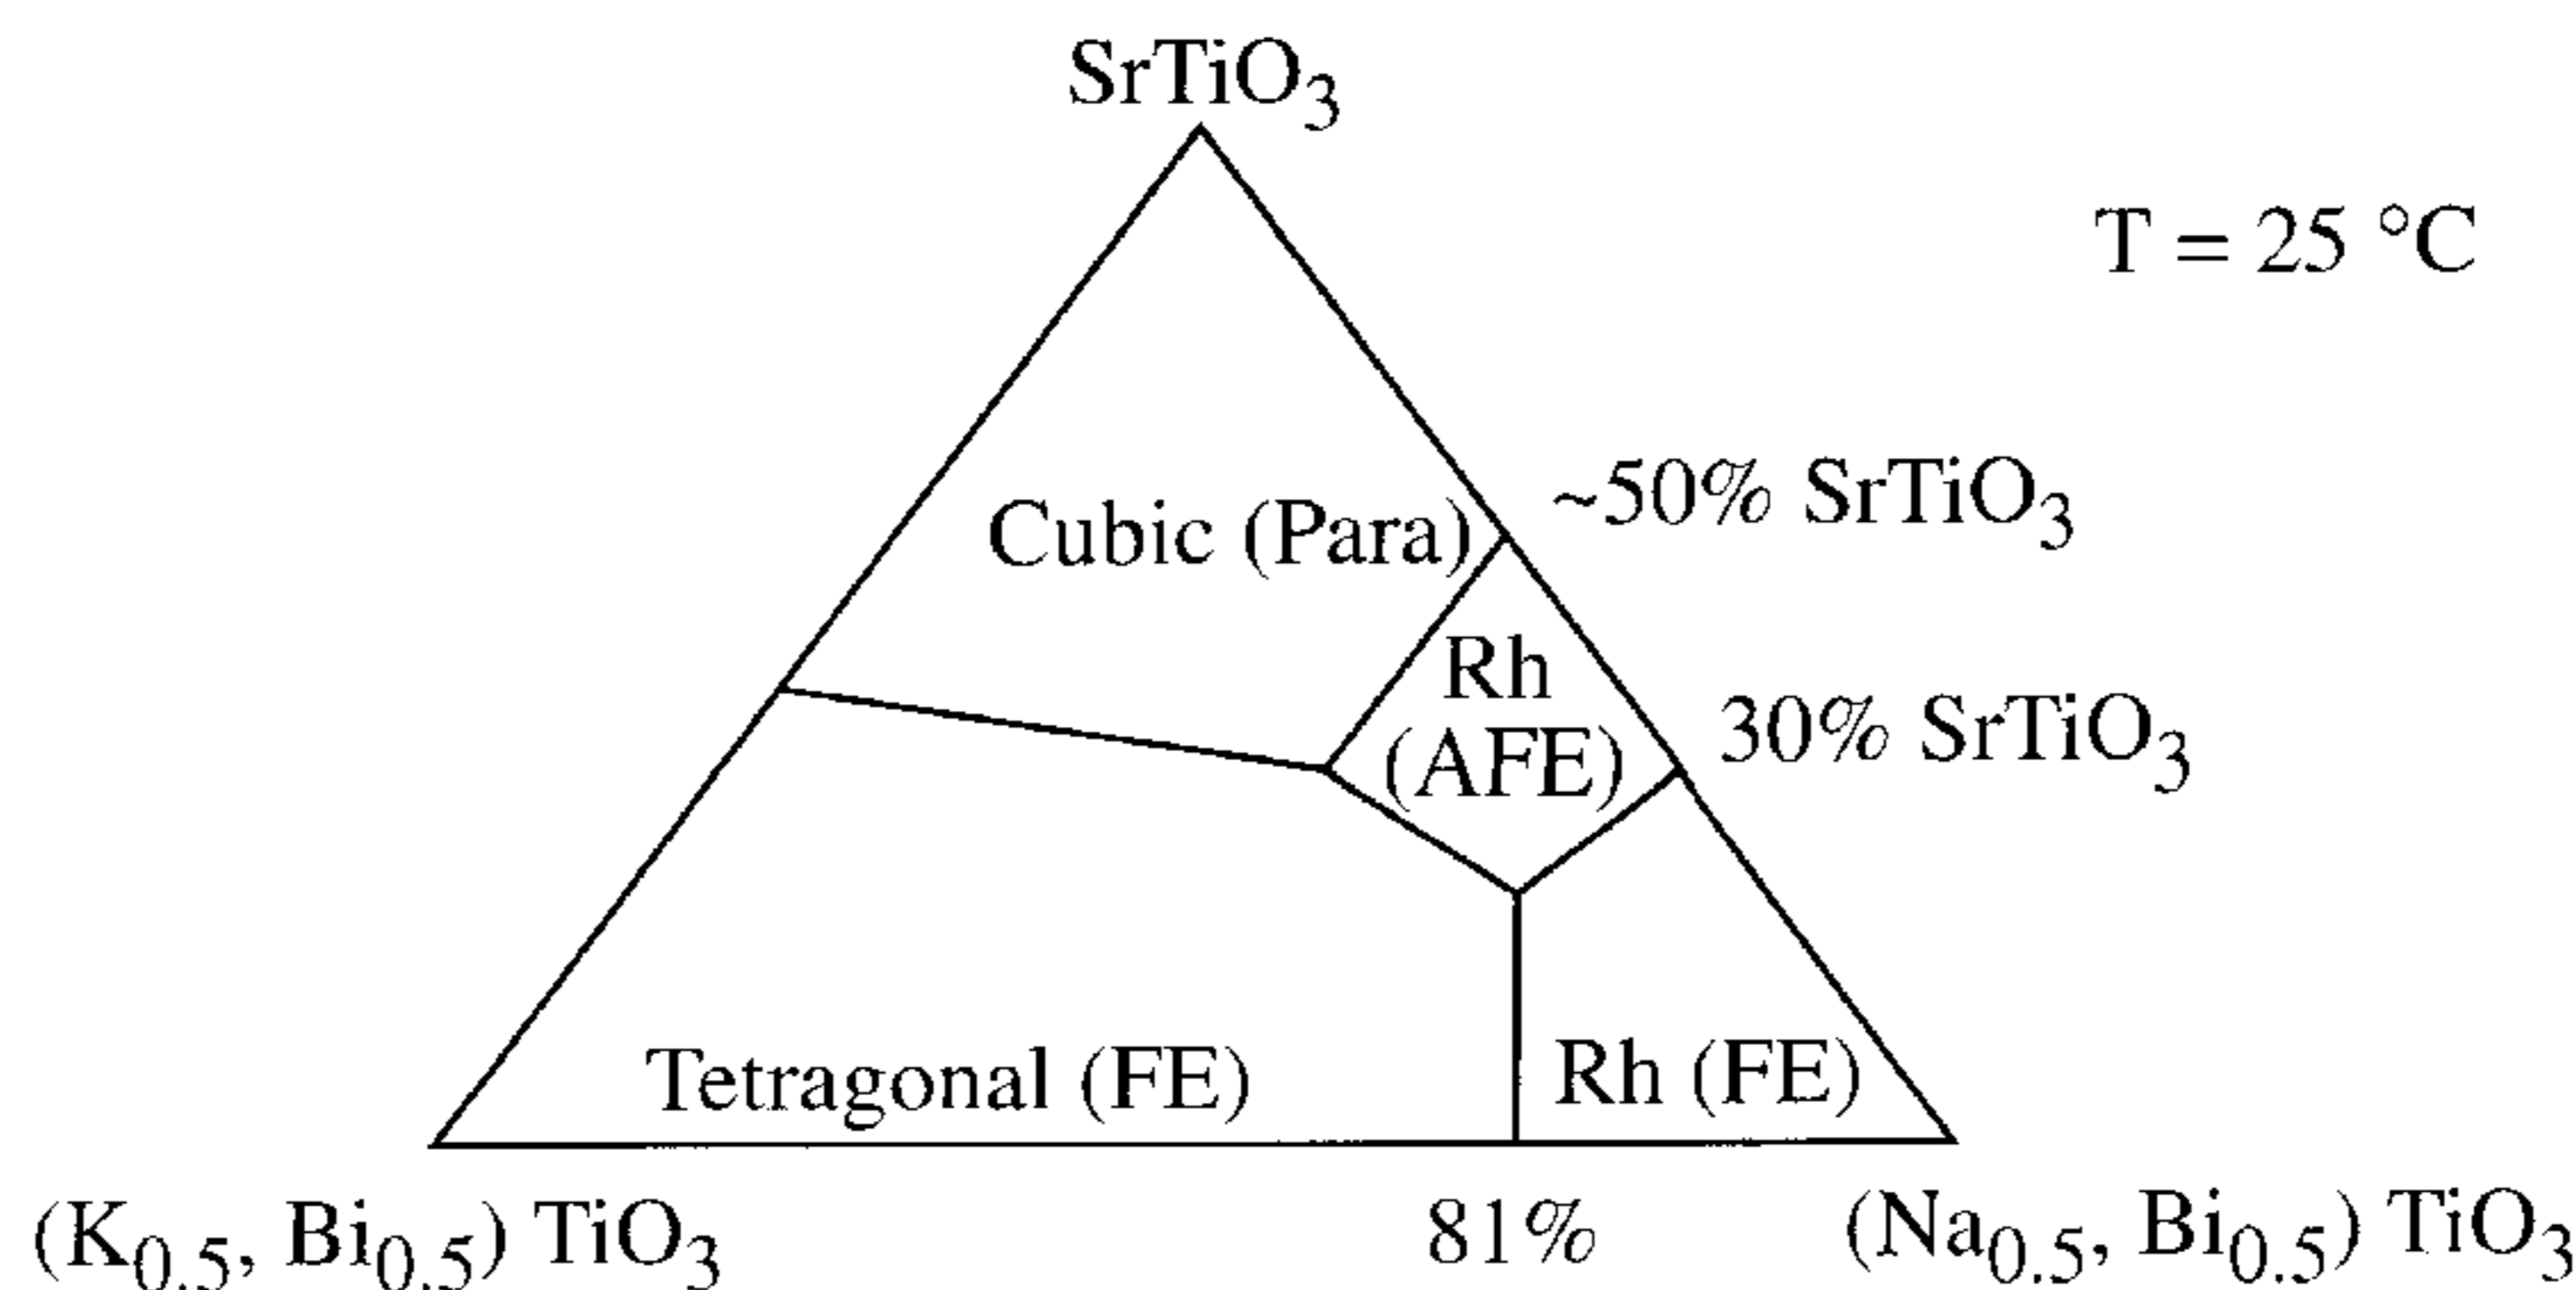 SrTiO3
T = 25 °C
~50% SrTiO3
Cubic (Para)
Rh
(AFE)
30% SrTiO3
Tetragonal (FE)
Rh (FE)
(K0.5, Bi0.5) TiO3
81%
(Na0.5, Bi0.5) TiO3